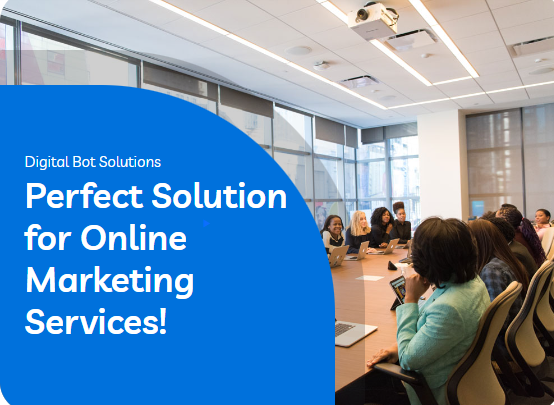 Digital Bot Solutions
Perfect Solution
for Online
Marketing
Services!